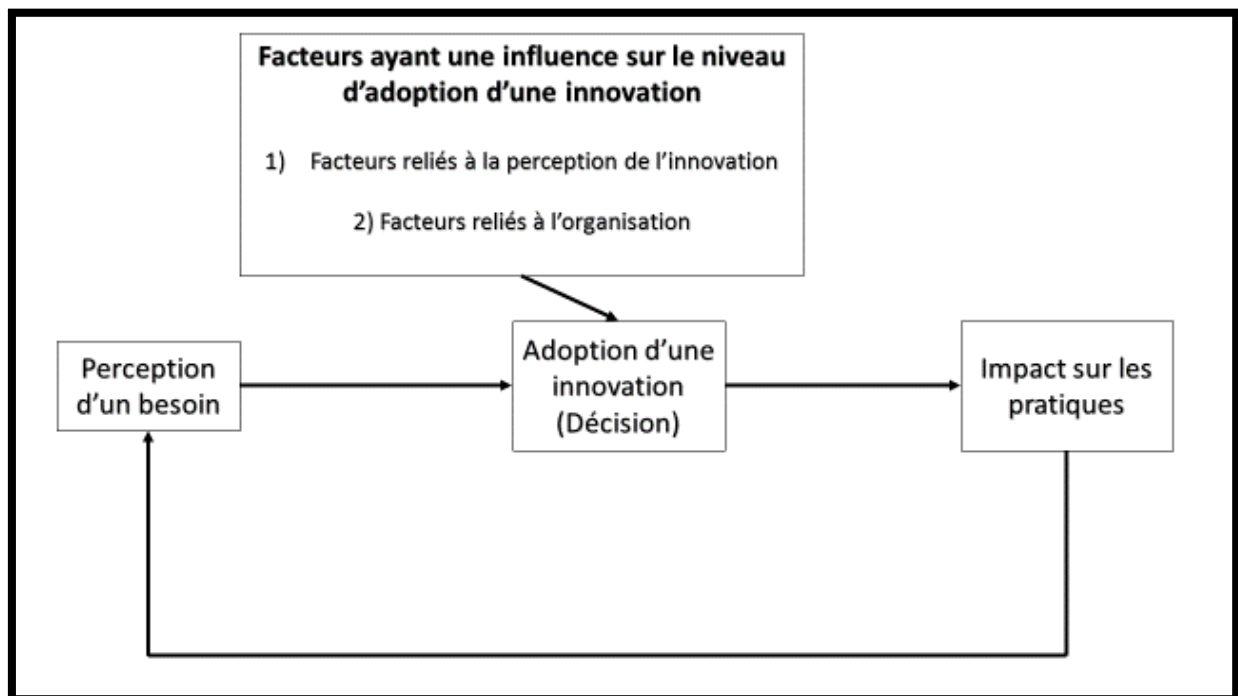 Facteurs ayant une influence sur le niveau
d'adoption d'une innovation
1) Facteurs reliés à la perception de l'innovation
2) Facteurs reliés à l'organisation
Perception
d'un besoin
Adoption d'une
innovation
(Décision)
Impact sur les
pratiques